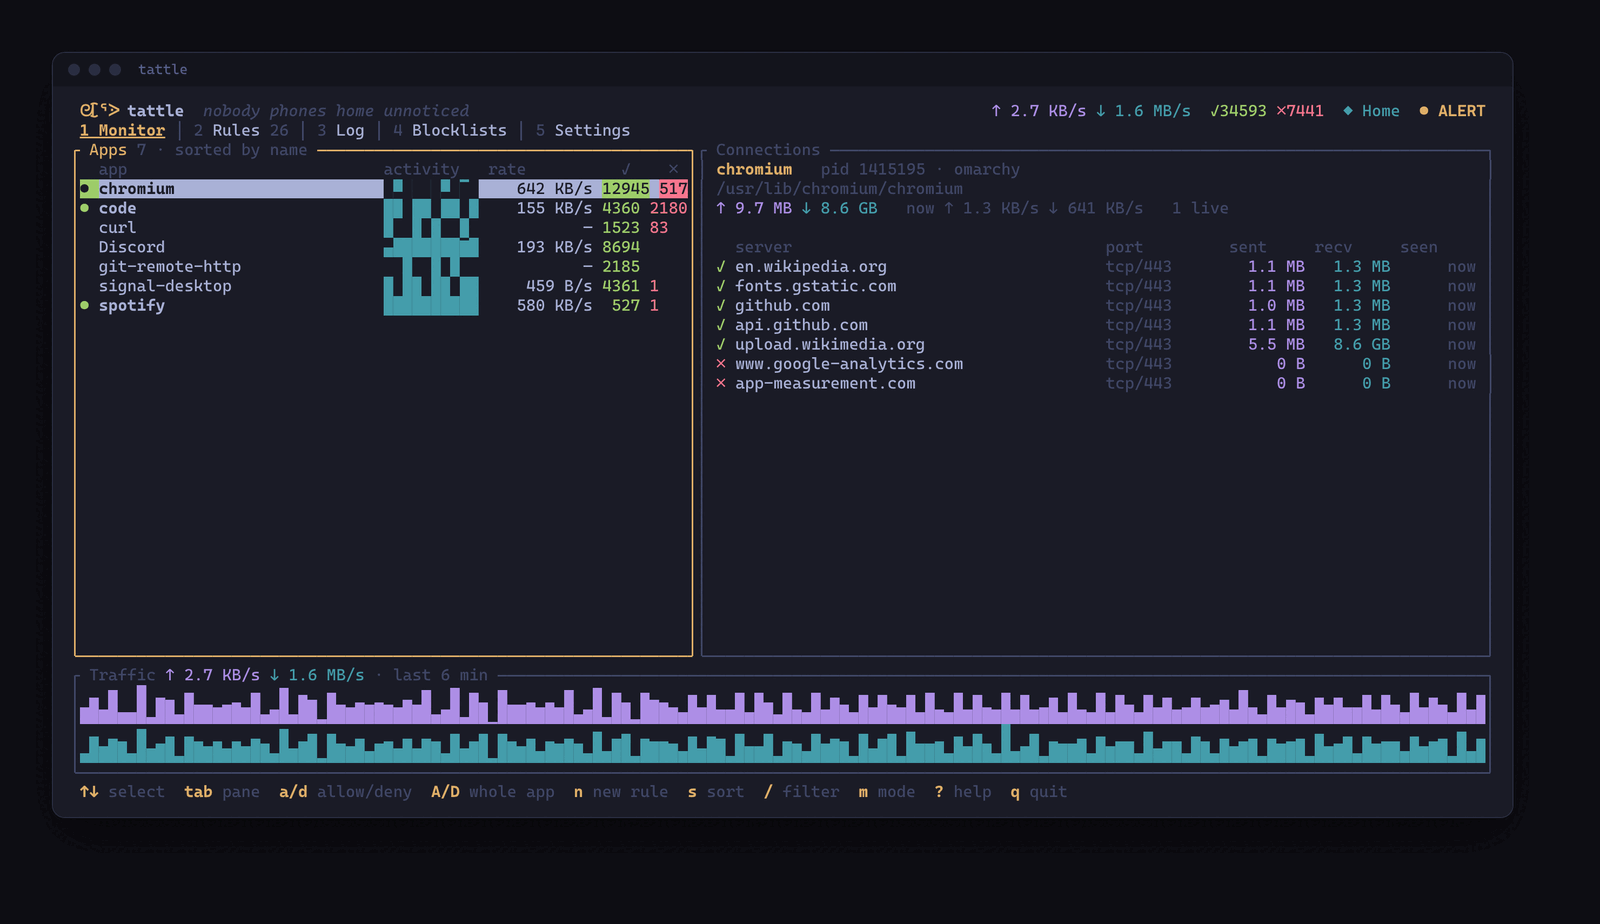 tattle
tattle nobody phones home unnoticed ↑ 2.7 KB/s ↓ 1.6 MB/s ✓34593 ×7441 ◆ Home ● ALERT
1 Monitor │ 2 Rules 26 │ 3 Log │ 4 Blocklists │ 5 Settings
Apps 7 · sorted by name
app activity rate ✓ ×
● chromium 642 KB/s 12945 517
● code 155 KB/s 4360 2180
curl — 1523 83
Discord 193 KB/s 8694
git-remote-http — 2185
signal-desktop 459 B/s 4361 1
● spotify 580 KB/s 527 1
Connections
chromium pid 1415195 · omarchy
/usr/lib/chromium/chromium
↑ 9.7 MB ↓ 8.6 GB now ↑ 1.3 KB/s ↓ 641 KB/s 1 live
server port sent recv seen
✓ en.wikipedia.org tcp/443 1.1 MB 1.3 MB now
✓ fonts.gstatic.com tcp/443 1.1 MB 1.3 MB now
✓ github.com tcp/443 1.0 MB 1.3 MB now
✓ api.github.com tcp/443 1.1 MB 1.3 MB now
✓ upload.wikimedia.org tcp/443 5.5 MB 8.6 GB now
× www.google-analytics.com tcp/443 0 B 0 B now
× app-measurement.com tcp/443 0 B 0 B now
Traffic ↑ 2.7 KB/s ↓ 1.6 MB/s · last 6 min
↑↓ select tab pane a/d allow/deny A/D whole app n new rule s sort / filter m mode ? help q quit